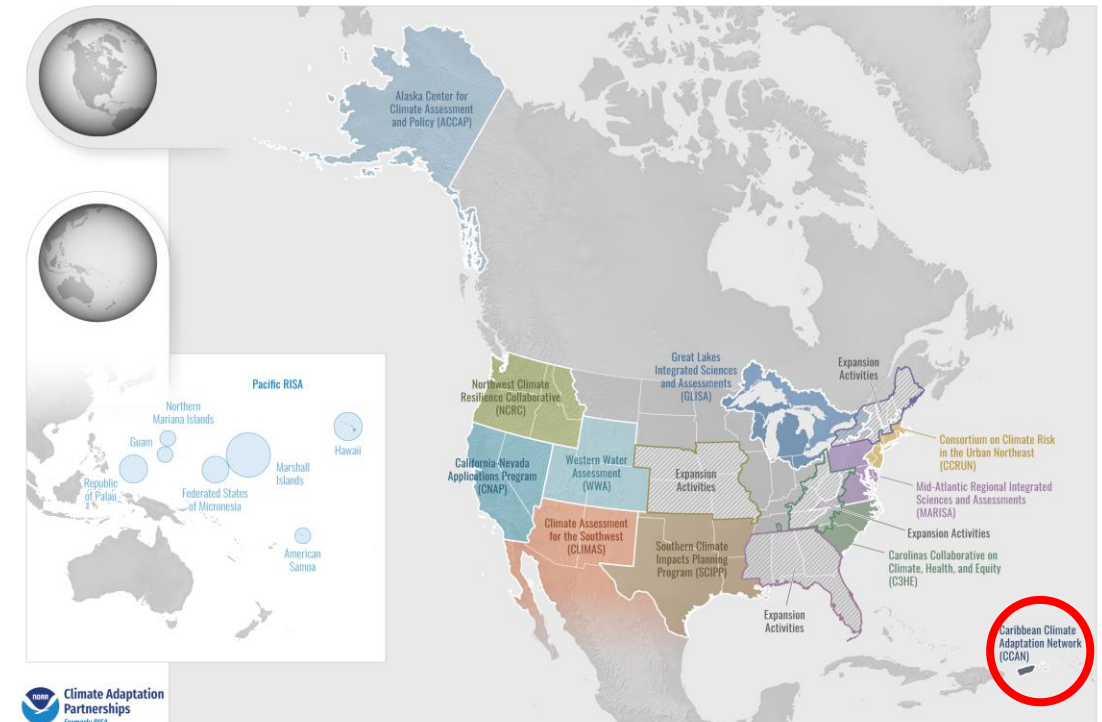 Alaska Center for
Climate Assessment
and Policy (ACCAP)
Pacific RISA
Northern
Mariana Islands
Guam
Hawaii
Republic
of Palau
Federated States
of Micronesia
Marshall
Islands
American
Samoa
Northwest Climate
Resilience Collaborative
(NCRC)
Great Lakes
Integrated Sciences
and Assessments
(GLISA)
Expansion
Activities
California-Nevada
Applications Program
(CNAP)
Western Water
Assessment
(WWA)
Expansion
Activities
Consortium on Climate Risk
in the Urban Northeast
(CCRUN)
Mid-Atlantic Regional Integrated
Sciences and Assessments
(MARISA)
Expansion Activities
Climate Assessment
for the Southwest
(CLIMAS)
Southern Climate
Impacts Planning
Program (SCIPP)
Carolinas Collaborative on
Climate, Health, and Equity
(C3HE)
Expansion
Activities
Caribbean Climate
Adaptation Network
(CCAN)
NOAA
Climate Adaptation
Partnerships
Formerly RISA